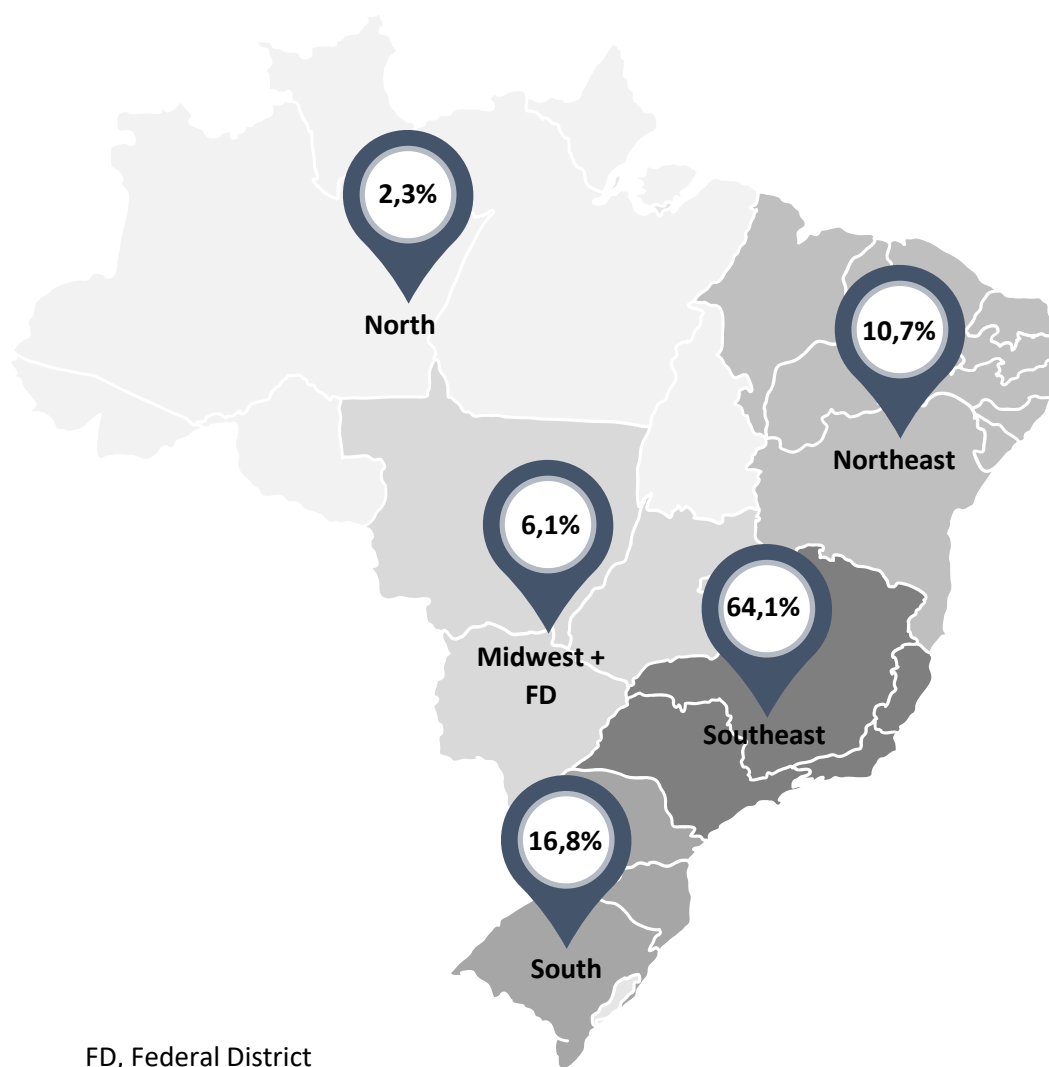 2,3%
North
10,7%
Northeast
6,1%
Midwest +
FD
64,1%
Southeast
16,8%
South
FD, Federal District